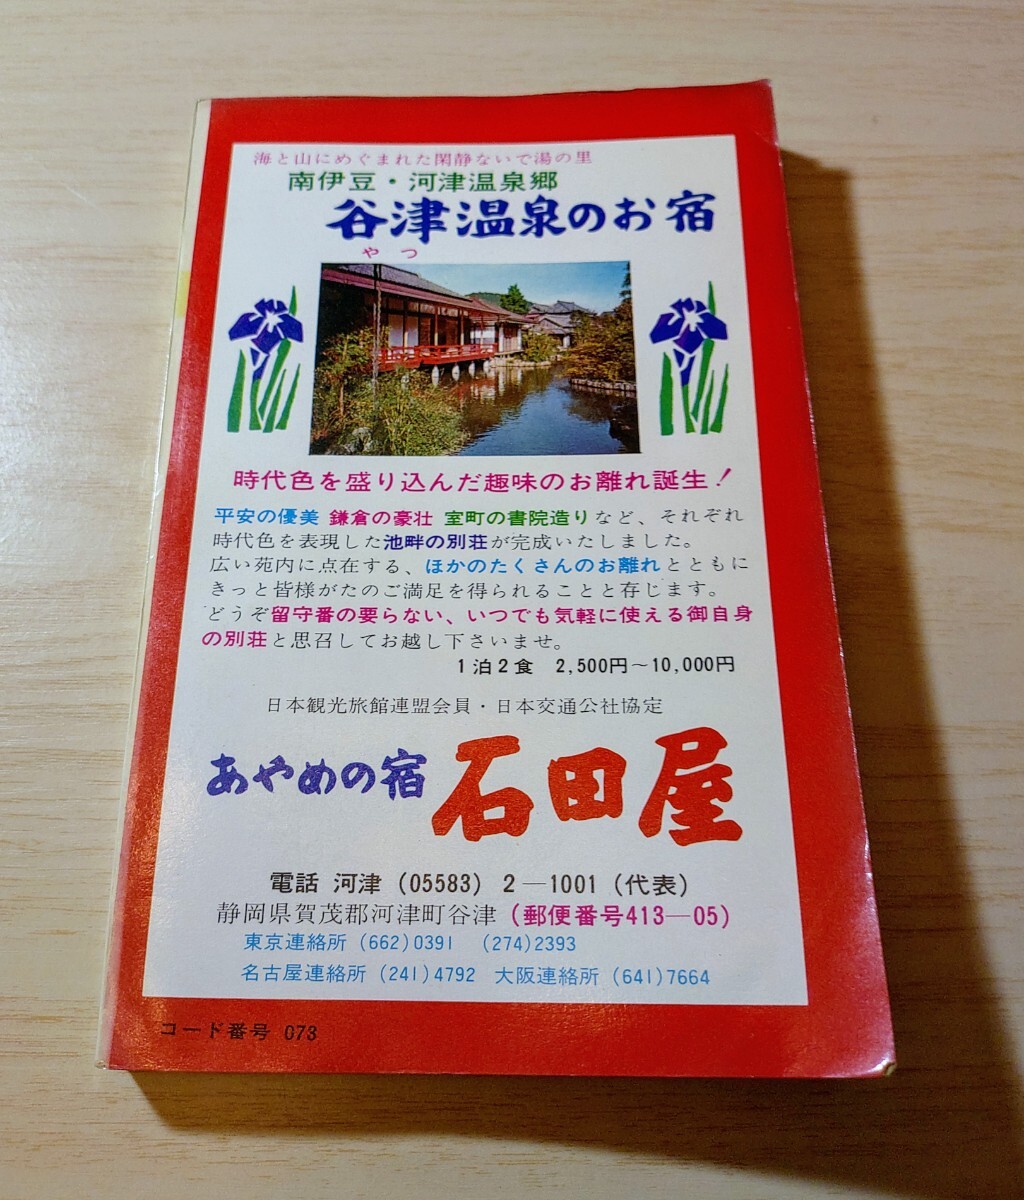 海と山にめぐまれた閑静ないで湯の里
南伊豆・河津温泉郷
谷津温泉のお宿
やつ
時代色を盛り込んだ趣味のお離れ誕生！
平安の優美 鎌倉の豪壮 室町の書院造りなど、それぞれ
時代色を表現した池畔の別荘が完成いたしました。
広い苑内に点在する、ほかのたくさんのお離れとともに
きっと皆様がたのご満足を得られることと存じます。
どうぞ留守番の要らない、いつでも気軽に使える御自身
の別荘と思召してお越し下さいませ。
1泊2食 2,500円〜10,000円
日本観光旅館連盟会員・日本交通公社協定
あやめの宿 石田屋
電話 河津 (05583) 2―1001 (代表)
静岡県賀茂郡河津町谷津 (郵便番号413―05)
東京連絡所 (662)0391 (274)2393
名古屋連絡所 (241)4792 大阪連絡所 (641)7664
コード番号 073